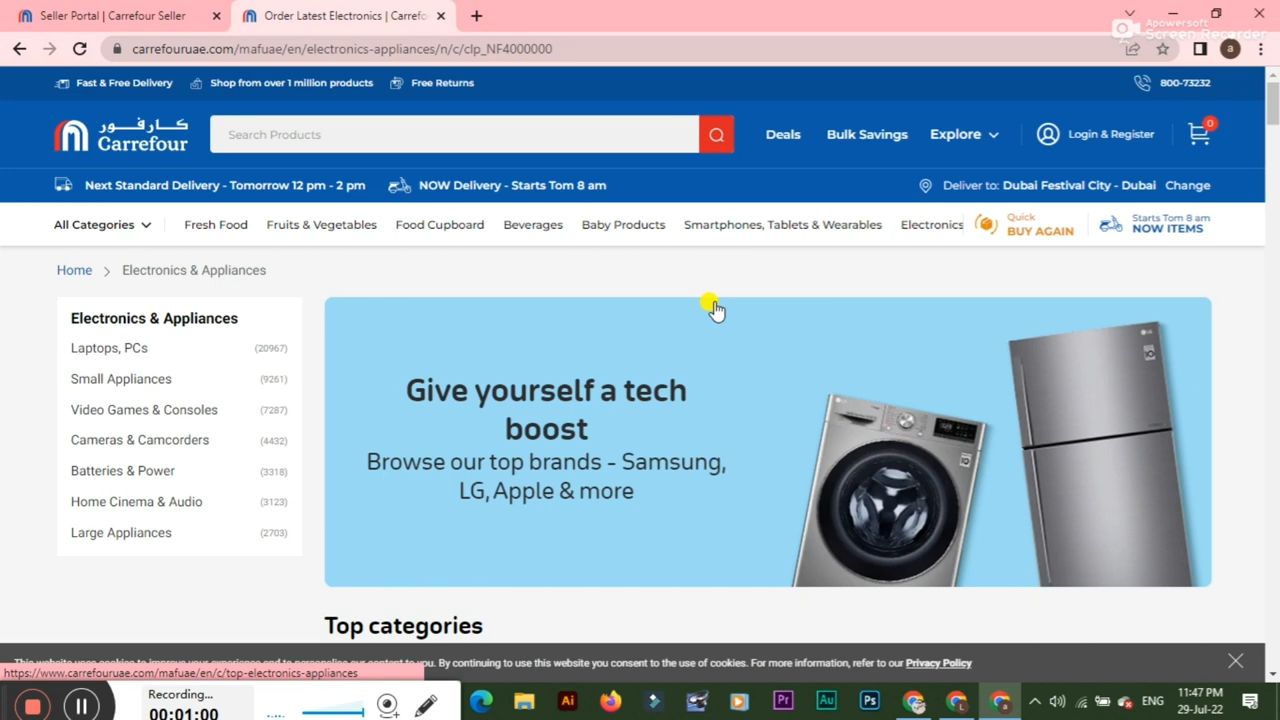 Seller Portal | Carrefour Seller
Order Latest Electronics | Carrefo
Apowersoft
Screen Recorder
carrefouruae.com/mafuae/en/electronics-appliances/n/c/clp_NF4000000
a
Fast & Free Delivery
Shop from over 1 million products
Free Returns
800-73232
كارفور
Carrefour
Search Products
Deals
Bulk Savings
Explore
Login & Register
0
Next Standard Delivery - Tomorrow 12 pm - 2 pm
NOW Delivery - Starts Tom 8 am
Deliver to: Dubai Festival City - Dubai Change
All Categories
Fresh Food
Fruits & Vegetables
Food Cupboard
Beverages
Baby Products
Smartphones, Tablets & Wearables
Electronics
Quick
BUY AGAIN
Starts Tom 8 am
NOW ITEMS
Home
Electronics & Appliances
Electronics & Appliances
Laptops, PCs (20967)
Small Appliances (9261)
Video Games & Consoles (7287)
Cameras & Camcorders (4432)
Batteries & Power (3318)
Home Cinema & Audio (3123)
Large Appliances (2703)
Give yourself a tech
boost
Browse our top brands - Samsung,
LG, Apple & more
LG
Top categories
This website uses cookies to improve your experience and to personalise our content to you. By continuing to use this website you consent to the use of cookies. For more information, refer to our Privacy Policy
https://www.carrefouruae.com/mafuae/en/c/top-electronics-appliances
Recording...
00:01:00
Ai
Pr
Au
Ps
L
a
ENG
11:47 PM
29-Jul-22